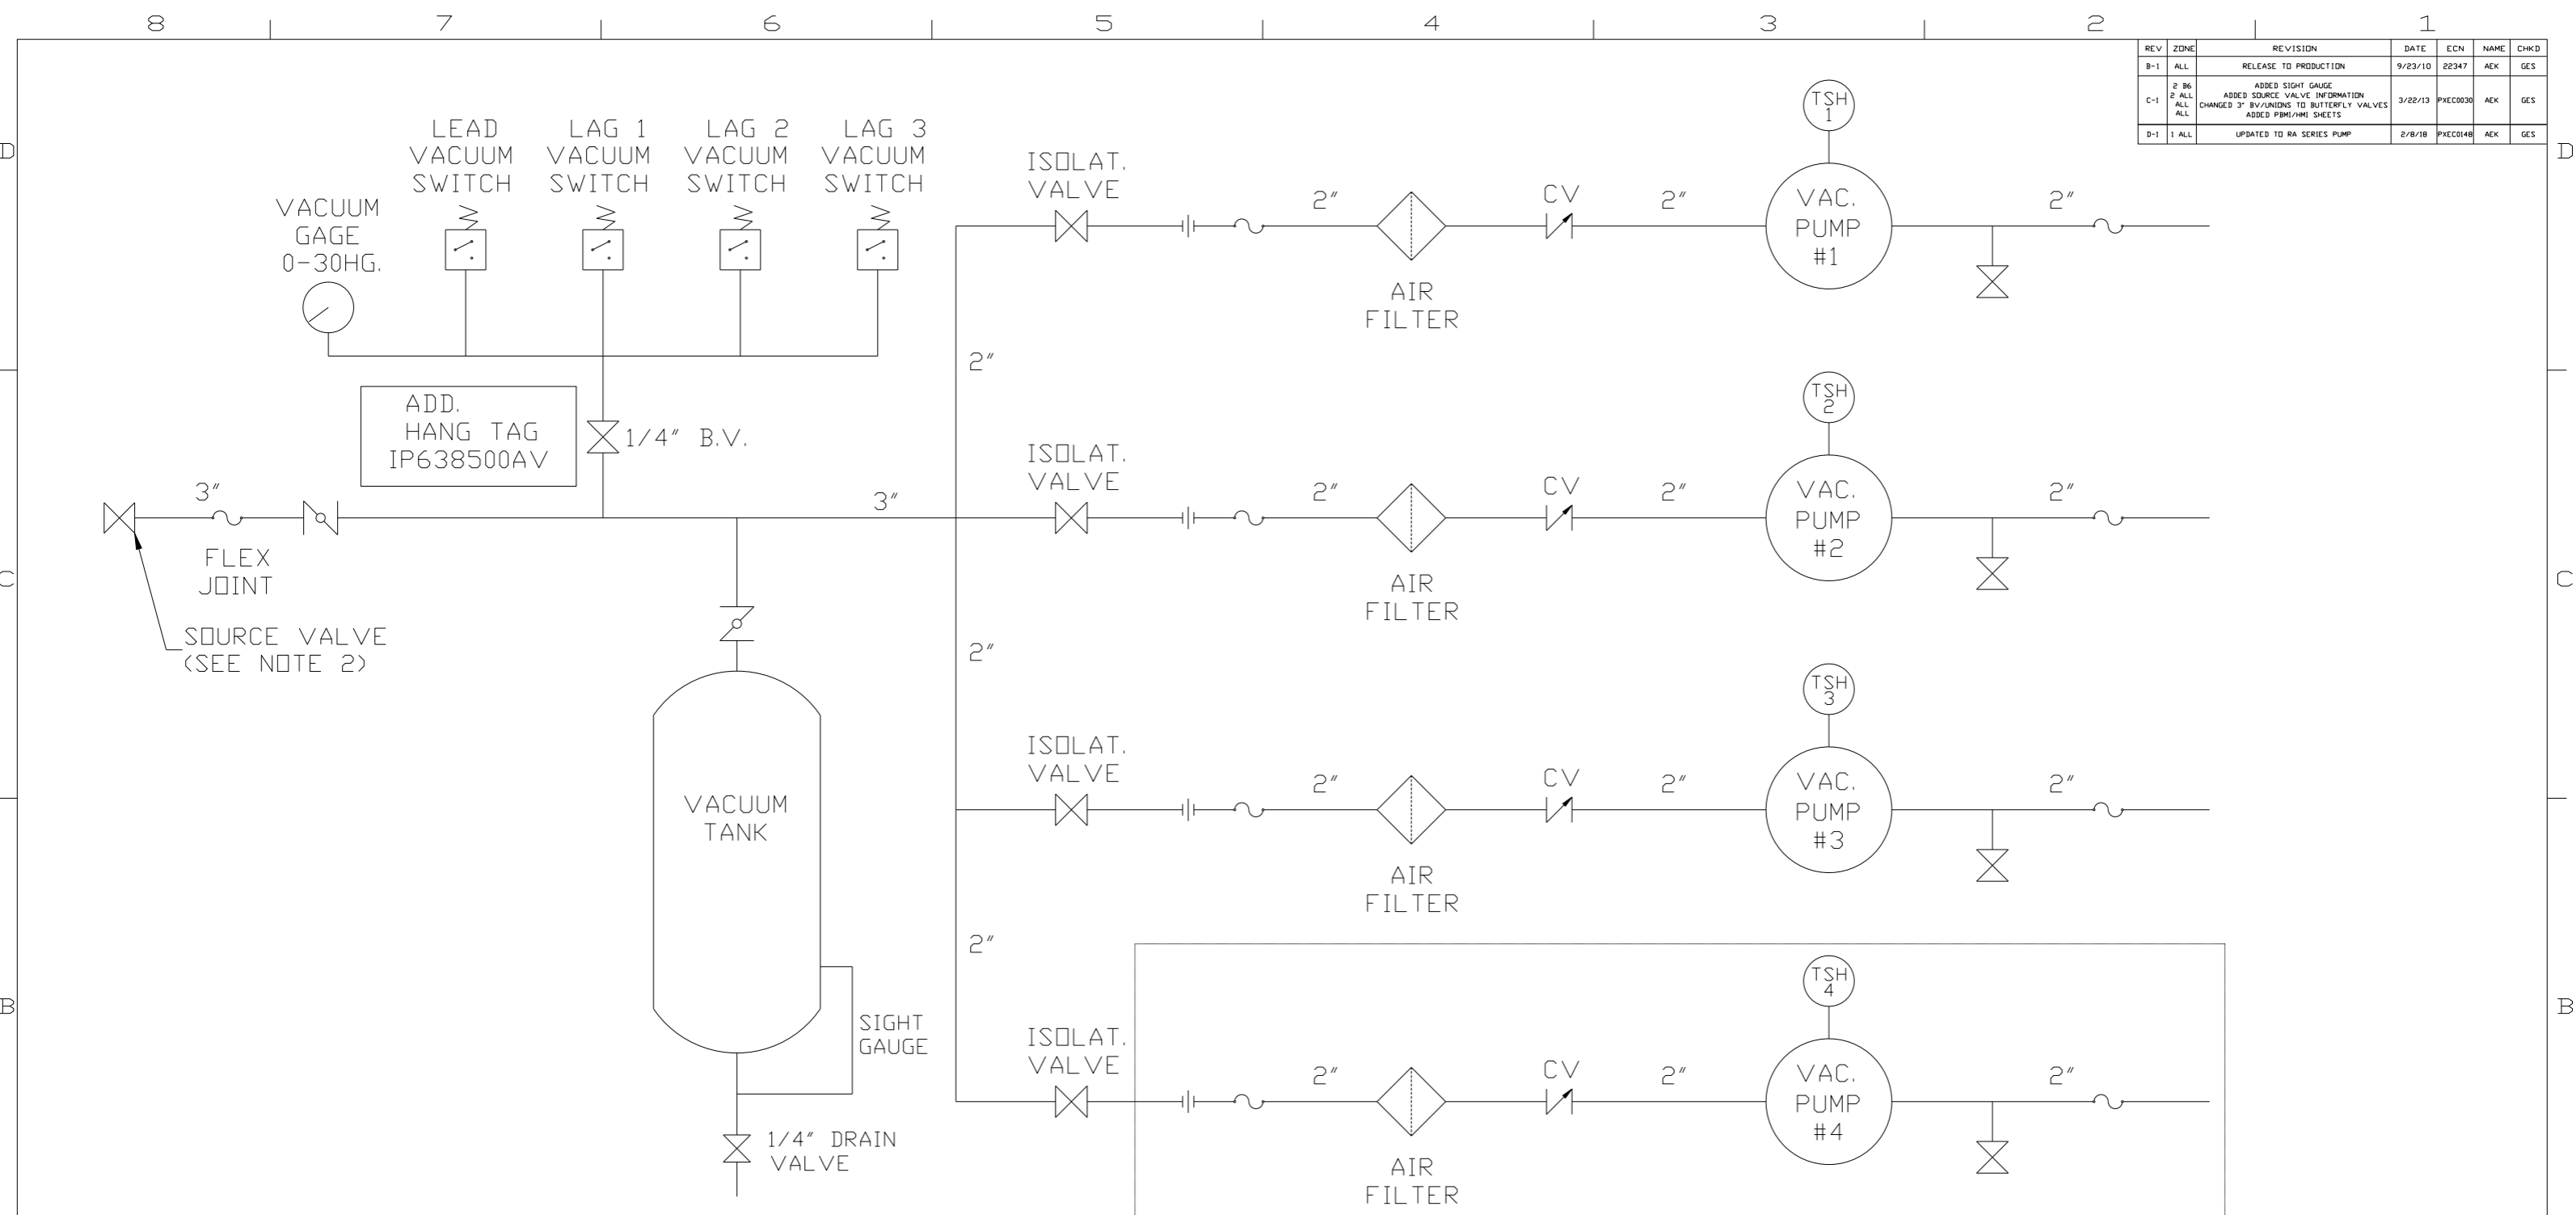 8 7 6 5 4 3 2 1
REV ZONE REVISION DATE ECN NAME CHKD
B-1 ALL RELEASE TO PRODUCTION 9/23/10 22347 AEK GES
C-1 2 B6 ADDED SIGHT GAUGE 3/22/13 PXEC0030 AEK GES
2 ALL ADDED SOURCE VALVE INFORMATION
ALL CHANGED 3" BV/UNIONS TO BUTTERFLY VALVES
ALL ADDED PBMI/HMI SHEETS
D-1 1 ALL UPDATED TO RA SERIES PUMP 2/8/18 PXEC0148 AEK GES
D
D
LEAD
VACUUM
SWITCH
LAG 1
VACUUM
SWITCH
LAG 2
VACUUM
SWITCH
LAG 3
VACUUM
SWITCH
VACUUM
GAGE
0-30HG.
ISOLAT.
VALVE
2"
AIR
FILTER
CV
2"
TSH
1
VAC.
PUMP
#1
2"
2"
ADD.
HANG TAG
IP638500AV
1/4" B.V.
3"
FLEX
JOINT
3"
SOURCE VALVE
(SEE NOTE 2)
C
C
ISOLAT.
VALVE
2"
AIR
FILTER
CV
2"
TSH
2
VAC.
PUMP
#2
2"
2"
VACUUM
TANK
ISOLAT.
VALVE
2"
AIR
FILTER
CV
2"
TSH
3
VAC.
PUMP
#3
2"
2"
B
B
SIGHT
GAUGE
1/4" DRAIN
VALVE
ISOLAT.
VALVE
2"
AIR
FILTER
CV
2"
TSH
4
VAC.
PUMP
#4
2"